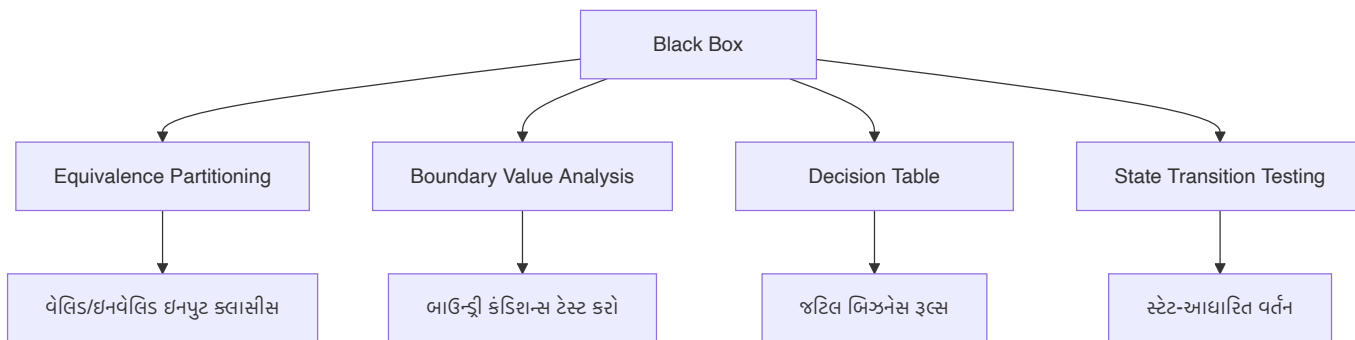 Black Box
Equivalence Partitioning
Boundary Value Analysis
Decision Table
State Transition Testing
વેલિડ/ઇનવેલિડ ઇનપુટ ક્લાસીસ
બાઉન્ડ્રી કંડિશન્સ ટેસ્ટ કરો
જટિલ બિઝનેસ રૂલ્સ
સ્ટેટ-આધારિત વર્તન